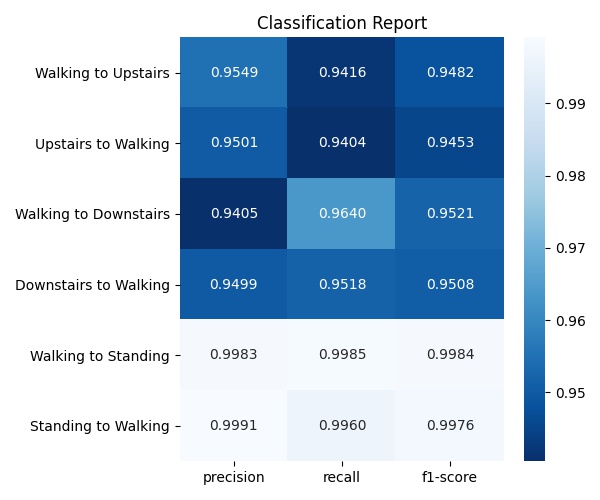 Classification Report
Walking to Upstairs 0.9549 0.9416 0.9482
0.99
Upstairs to Walking 0.9501 0.9404 0.9453
0.98
Walking to Downstairs 0.9405 0.9640 0.9521
0.97
Downstairs to Walking 0.9499 0.9518 0.9508
0.96
Walking to Standing 0.9983 0.9985 0.9984
0.95
Standing to Walking 0.9991 0.9960 0.9976
precision recall f1-score